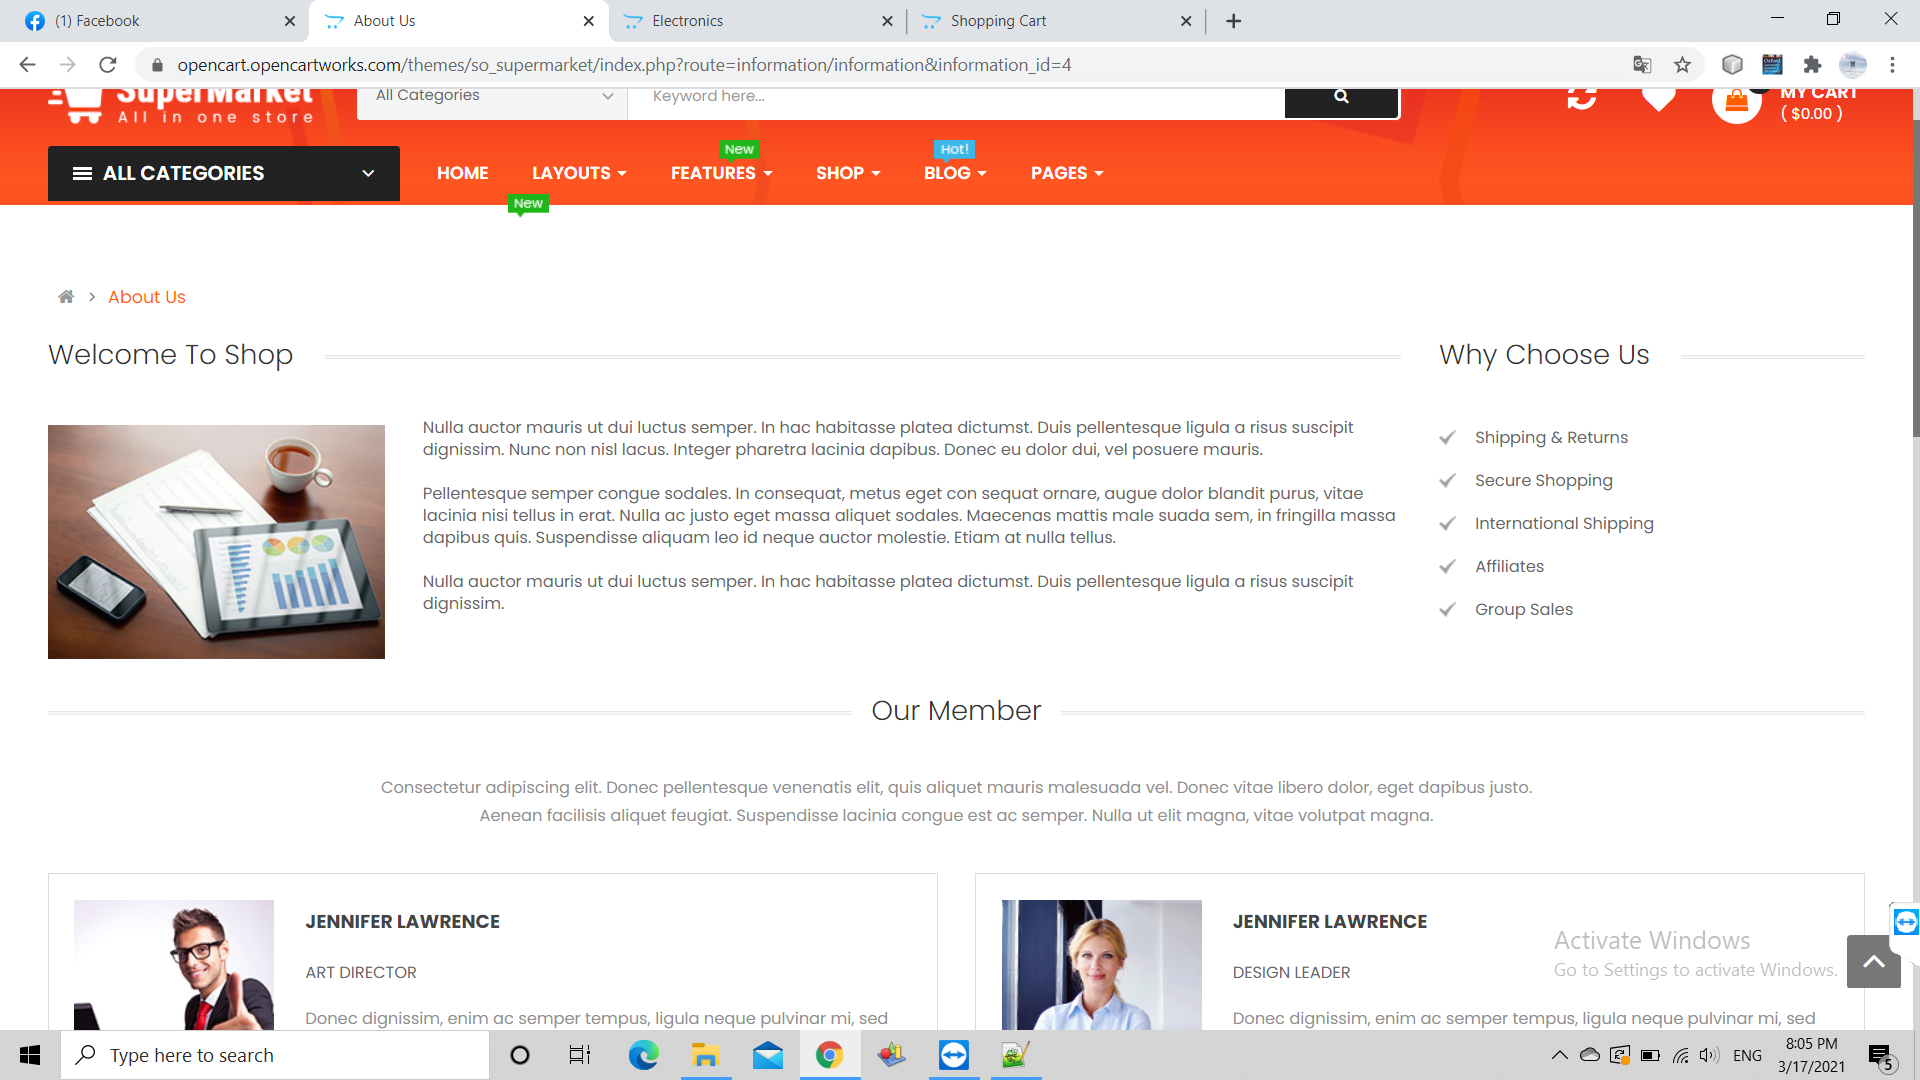 (1) Facebook
About Us
Electronics
Shopping Cart
opencart.opencartworks.com/themes/so_supermarket/index.php?route=information/information&information_id=4
SuperMarket
All in one store
All Categories
Keyword here...
MY CART
( $0.00 )
ALL CATEGORIES
HOME
LAYOUTS
New
FEATURES
New
SHOP
BLOG
Hot!
PAGES
About Us
Welcome To Shop
Nulla auctor mauris ut dui luctus semper. In hac habitasse platea dictumst. Duis pellentesque ligula a risus suscipit
dignissim. Nunc non nisl lacus. Integer pharetra lacinia dapibus. Donec eu dolor dui, vel posuere mauris.
Pellentesque semper congue sodales. In consequat, metus eget con sequat ornare, augue dolor blandit purus, vitae
lacinia nisi tellus in erat. Nulla ac justo eget massa aliquet sodales. Maecenas mattis male suada sem, in fringilla massa
dapibus quis. Suspendisse aliquam leo id neque auctor molestie. Etiam at nulla tellus.
Nulla auctor mauris ut dui luctus semper. In hac habitasse platea dictumst. Duis pellentesque ligula a risus suscipit
dignissim.
Why Choose Us
Shipping & Returns
Secure Shopping
International Shipping
Affiliates
Group Sales
Our Member
Consectetur adipiscing elit. Donec pellentesque venenatis elit, quis aliquet mauris malesuada vel. Donec vitae libero dolor, eget dapibus justo.
Aenean facilisis aliquet feugiat. Suspendisse lacinia congue est ac semper. Nulla ut elit magna, vitae volutpat magna.
JENNIFER LAWRENCE
ART DIRECTOR
Donec dignissim, enim ac semper tempus, ligula neque pulvinar mi, sed
JENNIFER LAWRENCE
DESIGN LEADER
Donec dignissim, enim ac semper tempus, ligula neque pulvinar mi, sed
Activate Windows
Go to Settings to activate Windows.
Type here to search
ENG
8:05 PM
3/17/2021
5